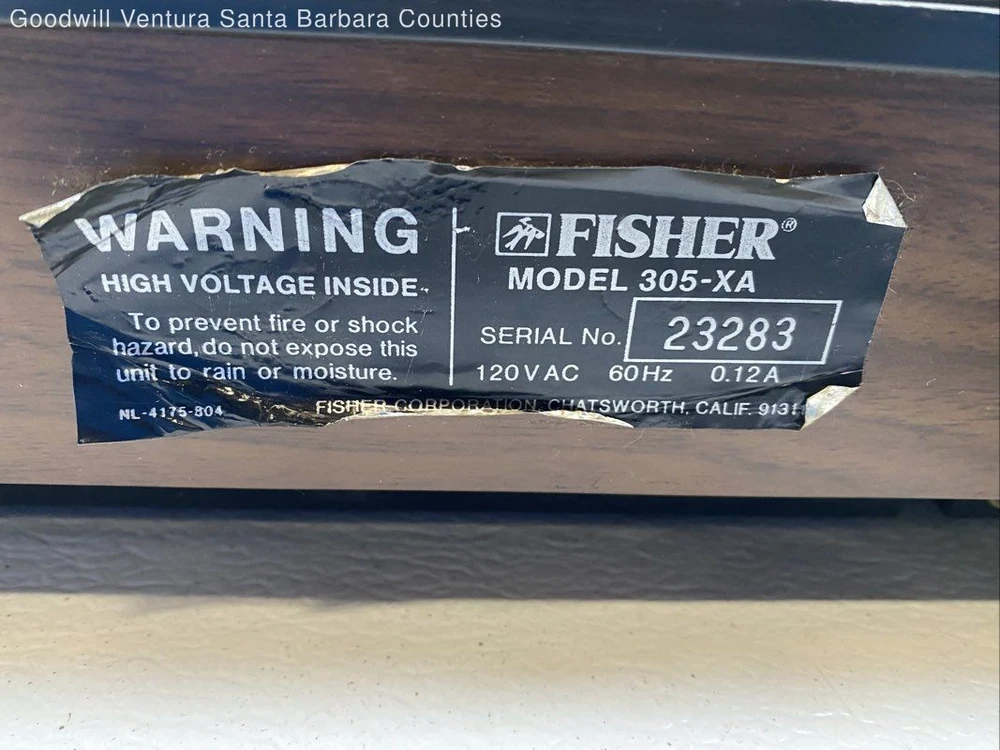 Goodwill Ventura Santa Barbara Counties
WARNING
HIGH VOLTAGE INSIDE
To prevent fire or shock
hazard, do not expose this
unit to rain or moisture.
NL-4175-804
FISHER®
MODEL 305-XA
SERIAL No. 23283
120VAC 60Hz 0.12A
FISHER CORPORATION CHATSWORTH, CALIF.